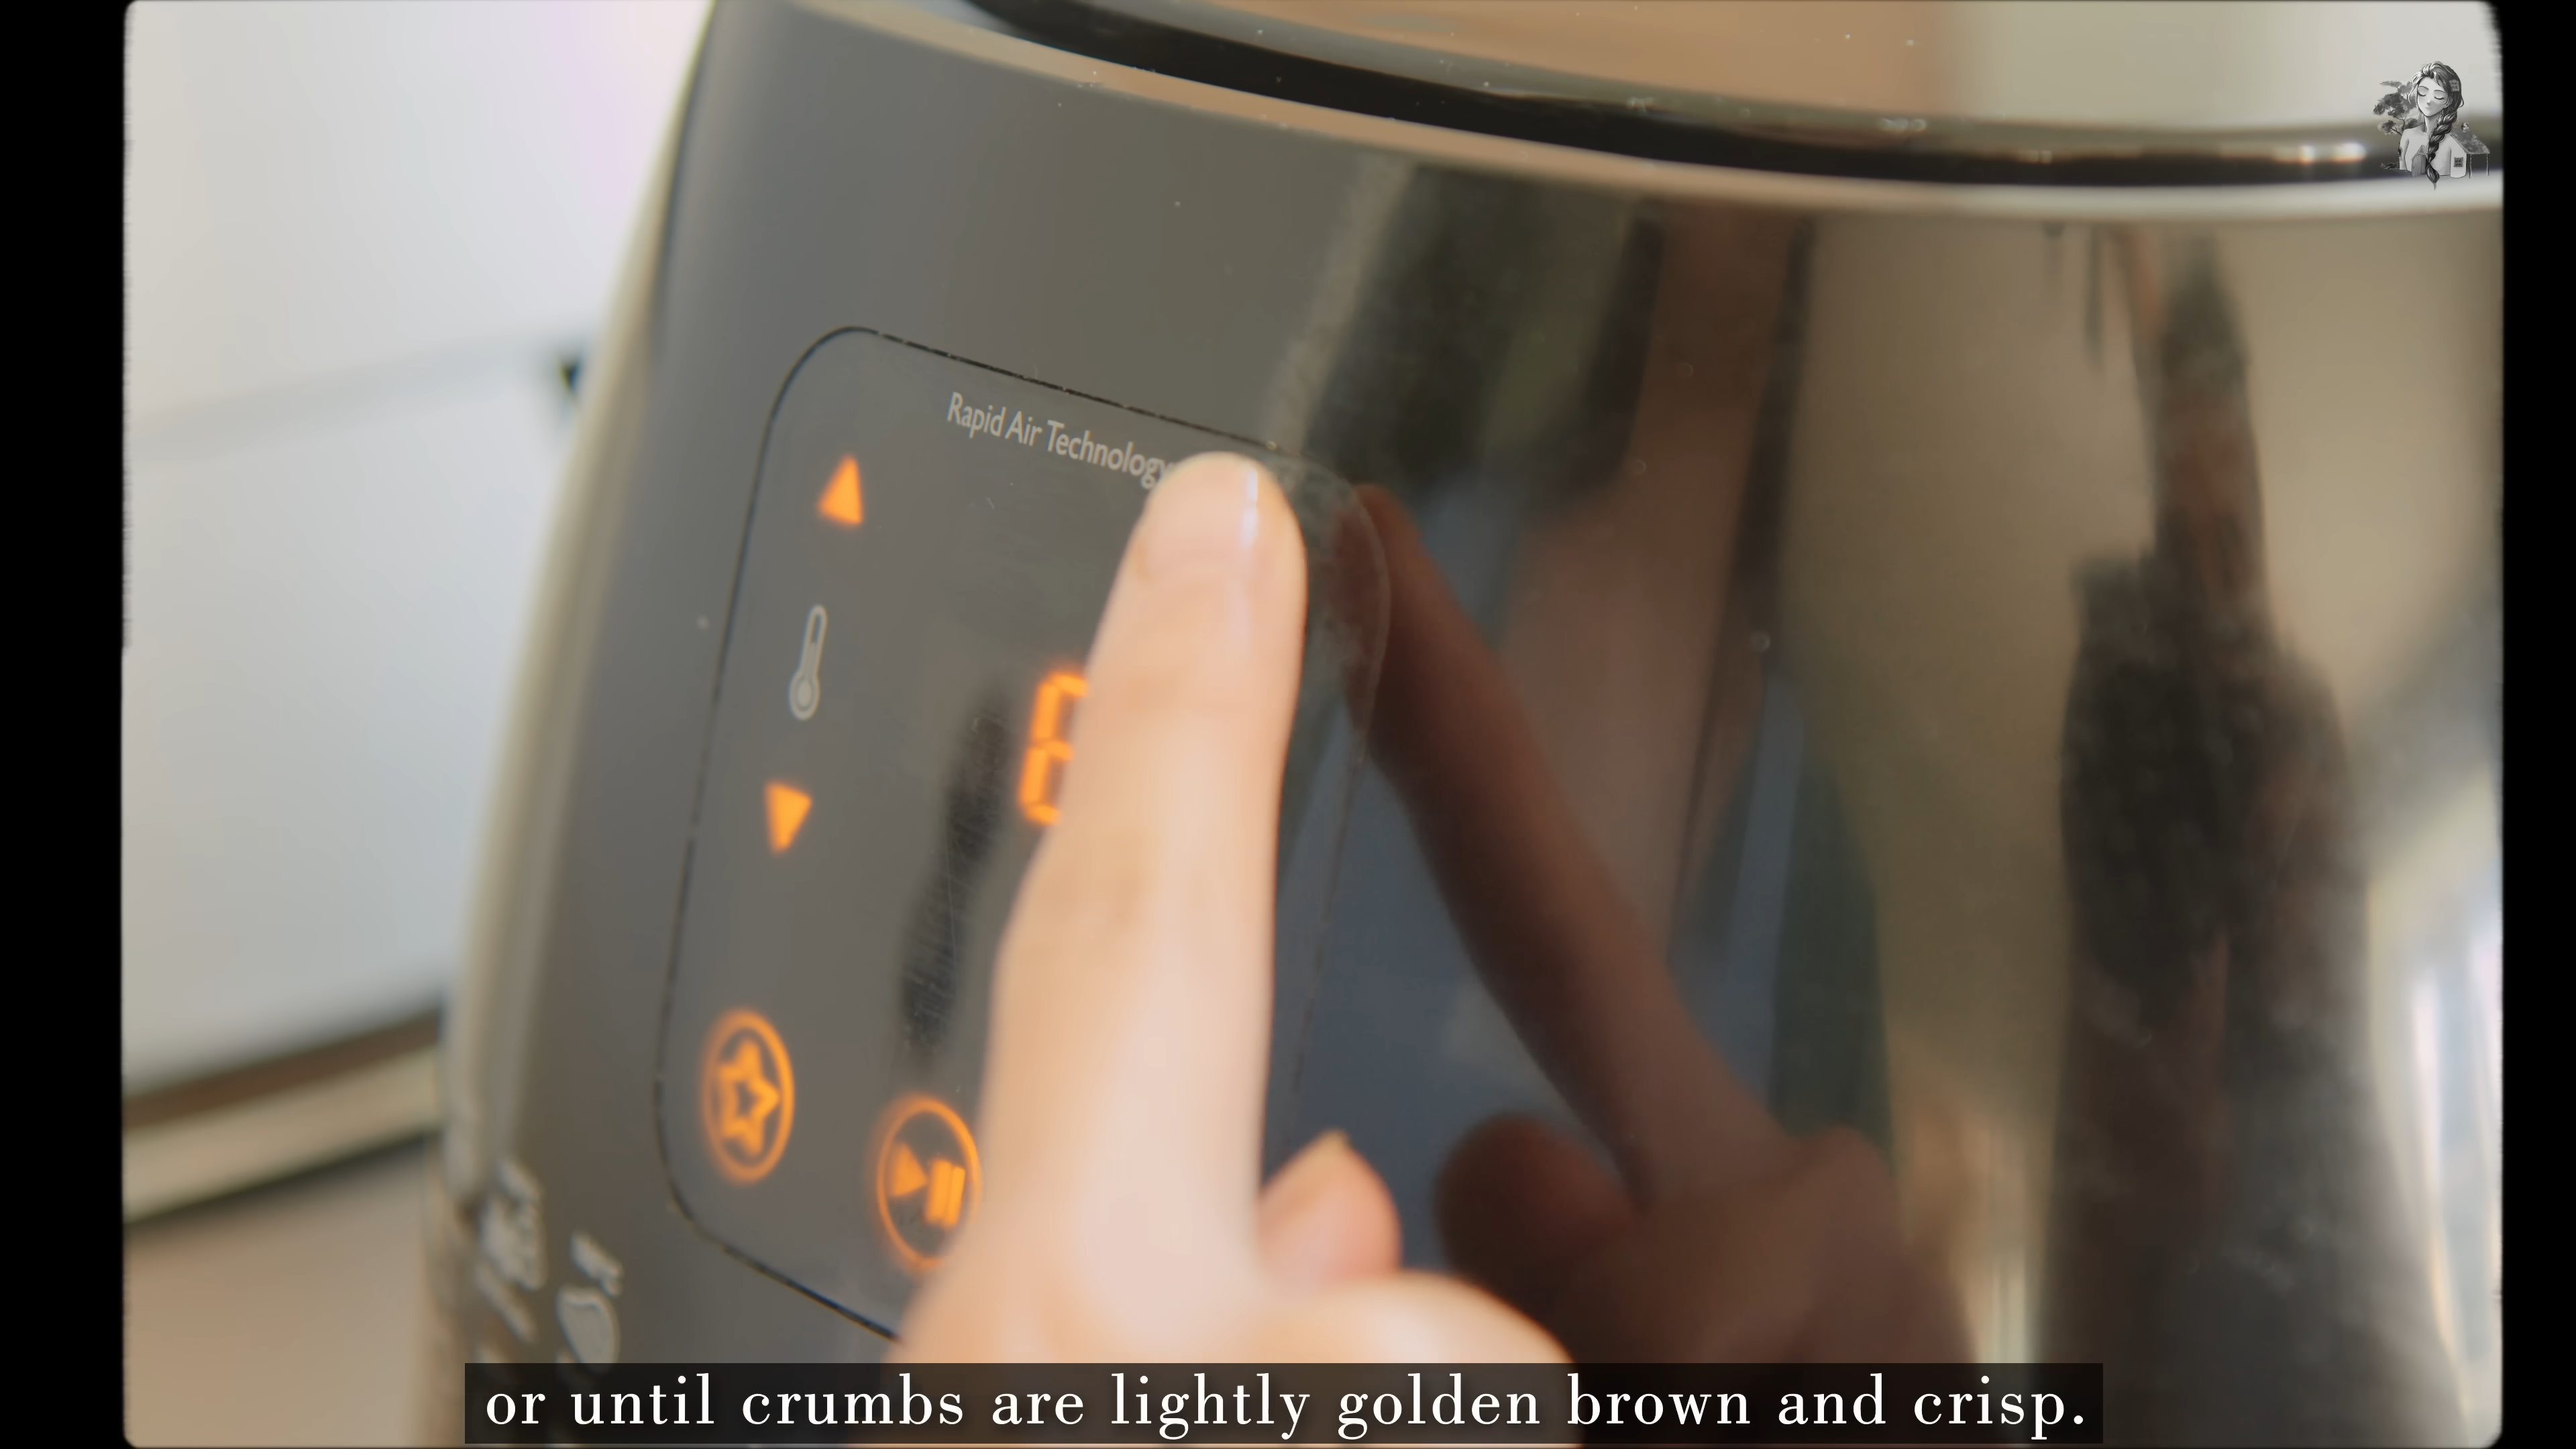 Rapid Air Technology
or until crumbs are lightly golden brown and crisp.